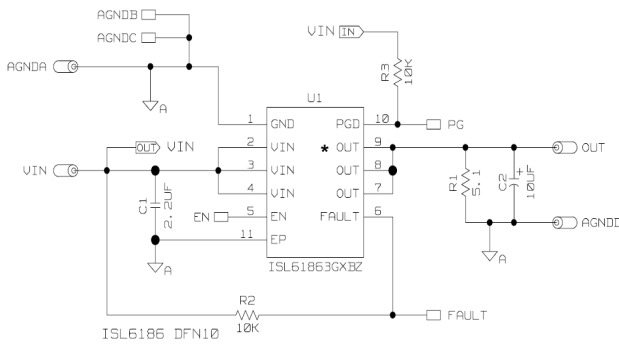 AGNDB
AGNDC
AGNDA
A
VIN IN
R3
10K
U1
1 GND PGD 10 PG
2 VIN OUT 9
3 VIN * OUT 8
4 VIN OUT 7
5 EN FAULT 6
11 EP
ISL61863GXBZ
VIN
OUT VIN
C1
2.2UF
EN
A
R1
5.1
C2
+
10UF
OUT
AGNDD
A
R2
10K
FAULT
ISL6186 DFN10